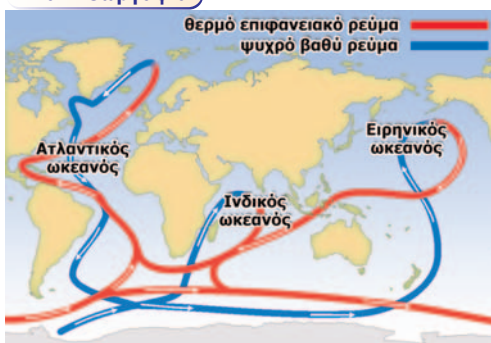 θερμό επιφανειακό ρεύμα
ψυχρό βαθύ ρεύμα
Ατλαντικός
ωκεανός
Ινδικός
ωκεανός
Ειρηνικός
ωκεανός